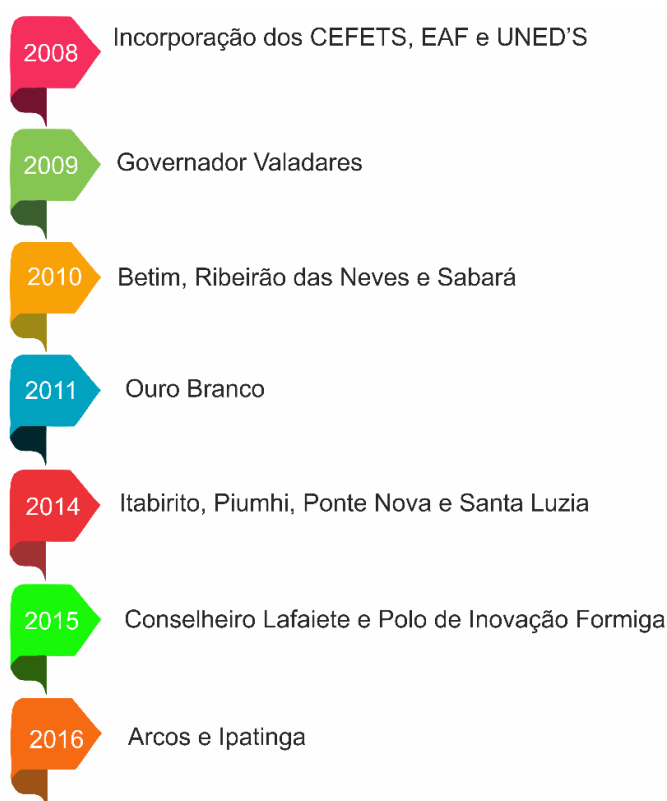 2008 Incorporação dos CEFETS, EAF e UNED'S
2009 Governador Valadares
2010 Betim, Ribeirão das Neves e Sabará
2011 Ouro Branco
2014 Itabirito, Piumhi, Ponte Nova e Santa Luzia
2015 Conselheiro Lafaiete e Polo de Inovação Formiga
2016 Arcos e Ipatinga